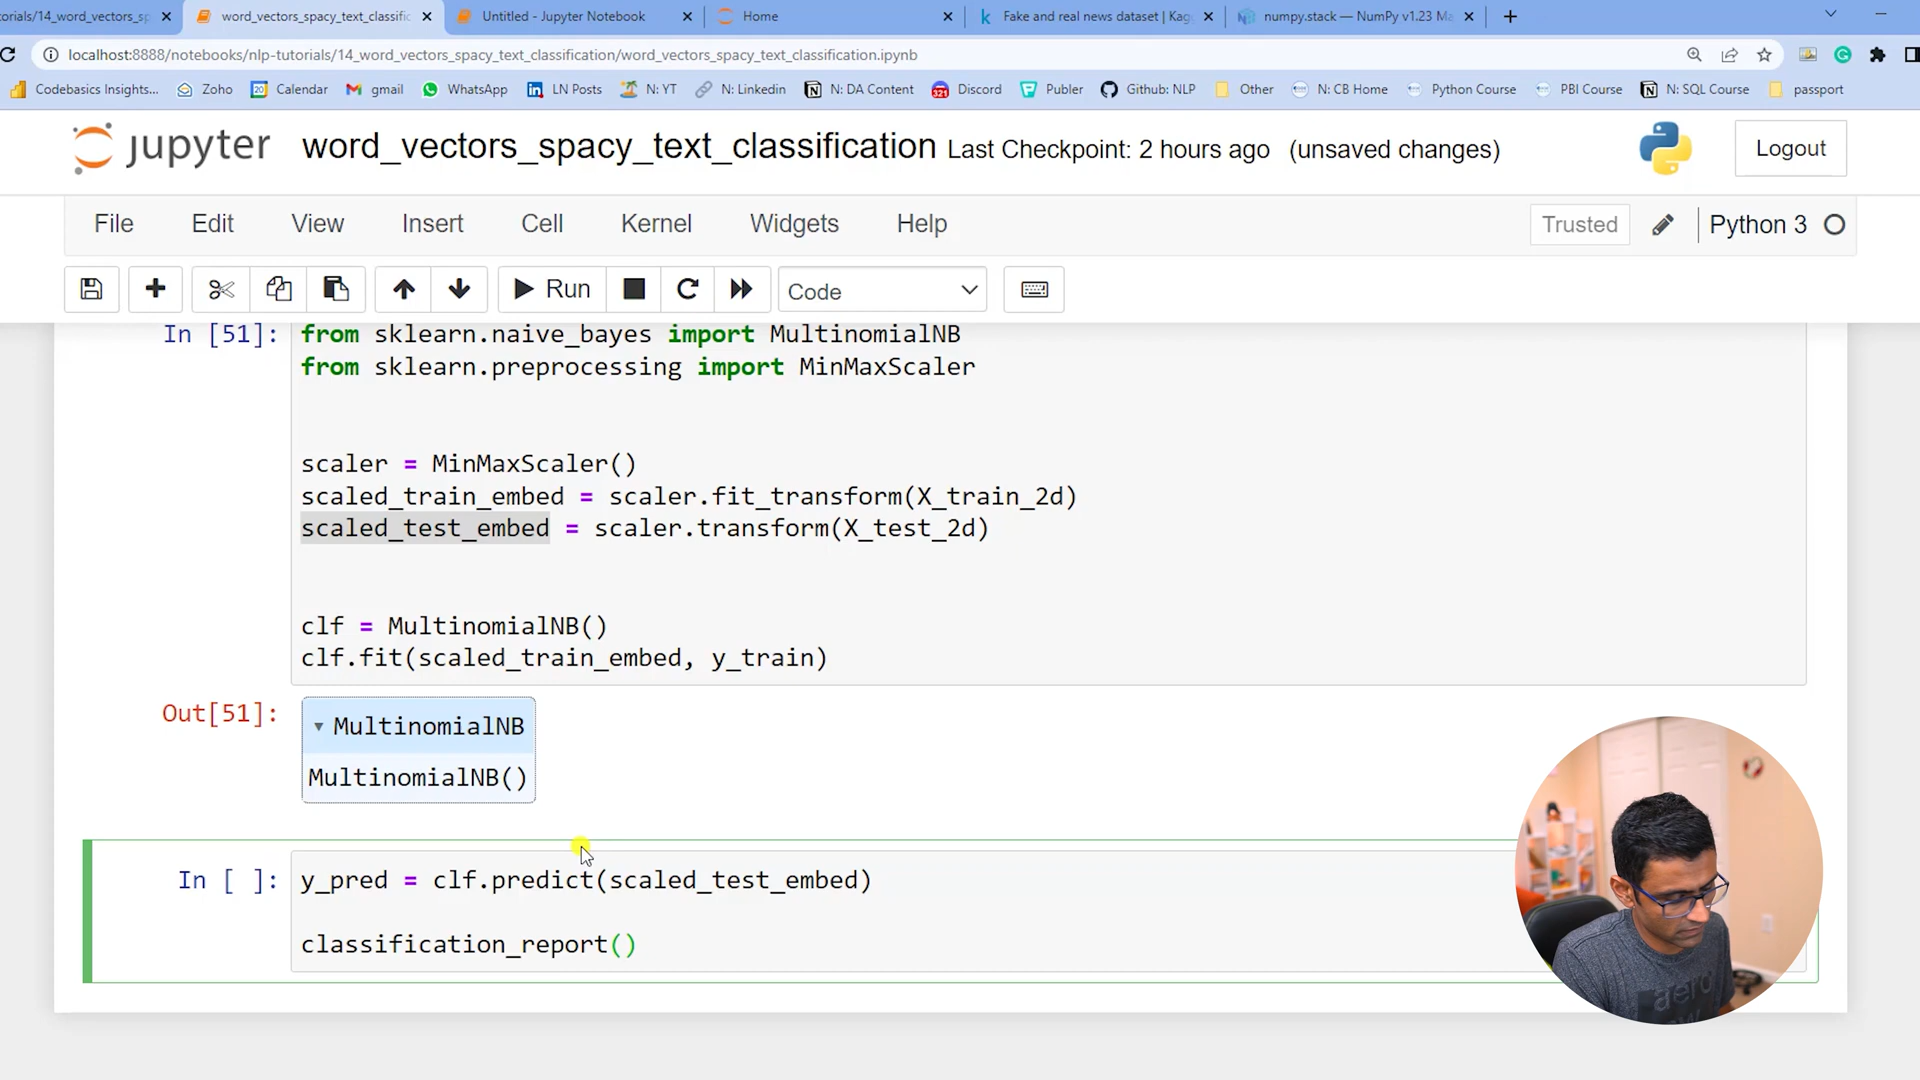 torials/14_word_vectors_sp
word_vectors_spacy_text_classific
Untitled - Jupyter Notebook
Home
Fake and real news dataset | Kag
numpy.stack — NumPy v1.23 Ma
localhost:8888/notebooks/nlp-tutorials/14_word_vectors_spacy_text_classification/word_vectors_spacy_text_classification.ipynb
Codebasics Insights...
Zoho
Calendar
gmail
WhatsApp
LN Posts
N: YT
N: Linkedin
N: DA Content
321
Discord
Publer
Github: NLP
Other
N: CB Home
Python Course
PBI Course
N: SQL Course
passport
jupyter
word_vectors_spacy_text_classification
Last Checkpoint: 2 hours ago
(unsaved changes)
Logout
File
Edit
View
Insert
Cell
Kernel
Widgets
Help
Trusted
Python 3
Run
Code
In [51]:
from sklearn.naive_bayes import MultinomialNB
from sklearn.preprocessing import MinMaxScaler
scaler = MinMaxScaler()
scaled_train_embed = scaler.fit_transform(X_train_2d)
scaled_test_embed = scaler.transform(X_test_2d)
clf = MultinomialNB()
clf.fit(scaled_train_embed, y_train)
Out[51]:
MultinomialNB
MultinomialNB()
In [ ]:
y_pred = clf.predict(scaled_test_embed)
classification_report()